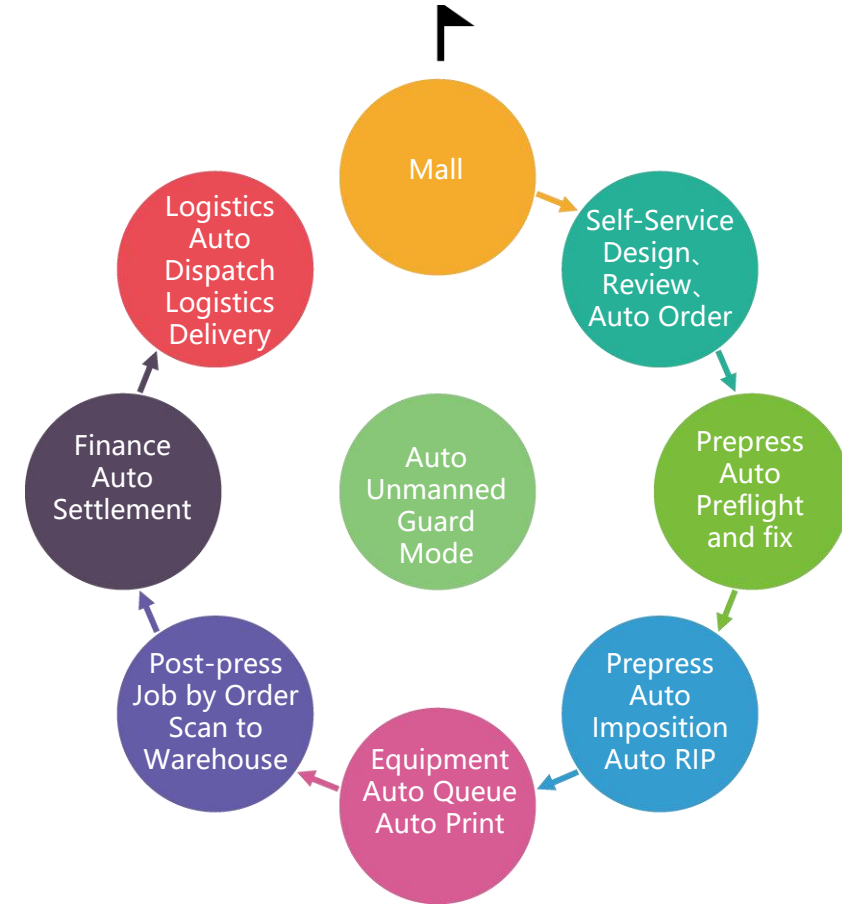 Mall
Self-Service
Design、
Review、
Auto Order
Prepress
Auto
Preflight
and fix
Prepress
Auto
Imposition
Auto RIP
Equipment
Auto Queue
Auto Print
Post-press
Job by Order
Scan to
Warehouse
Finance
Auto
Settlement
Logistics
Auto
Dispatch
Logistics
Delivery
Auto
Unmanned
Guard
Mode